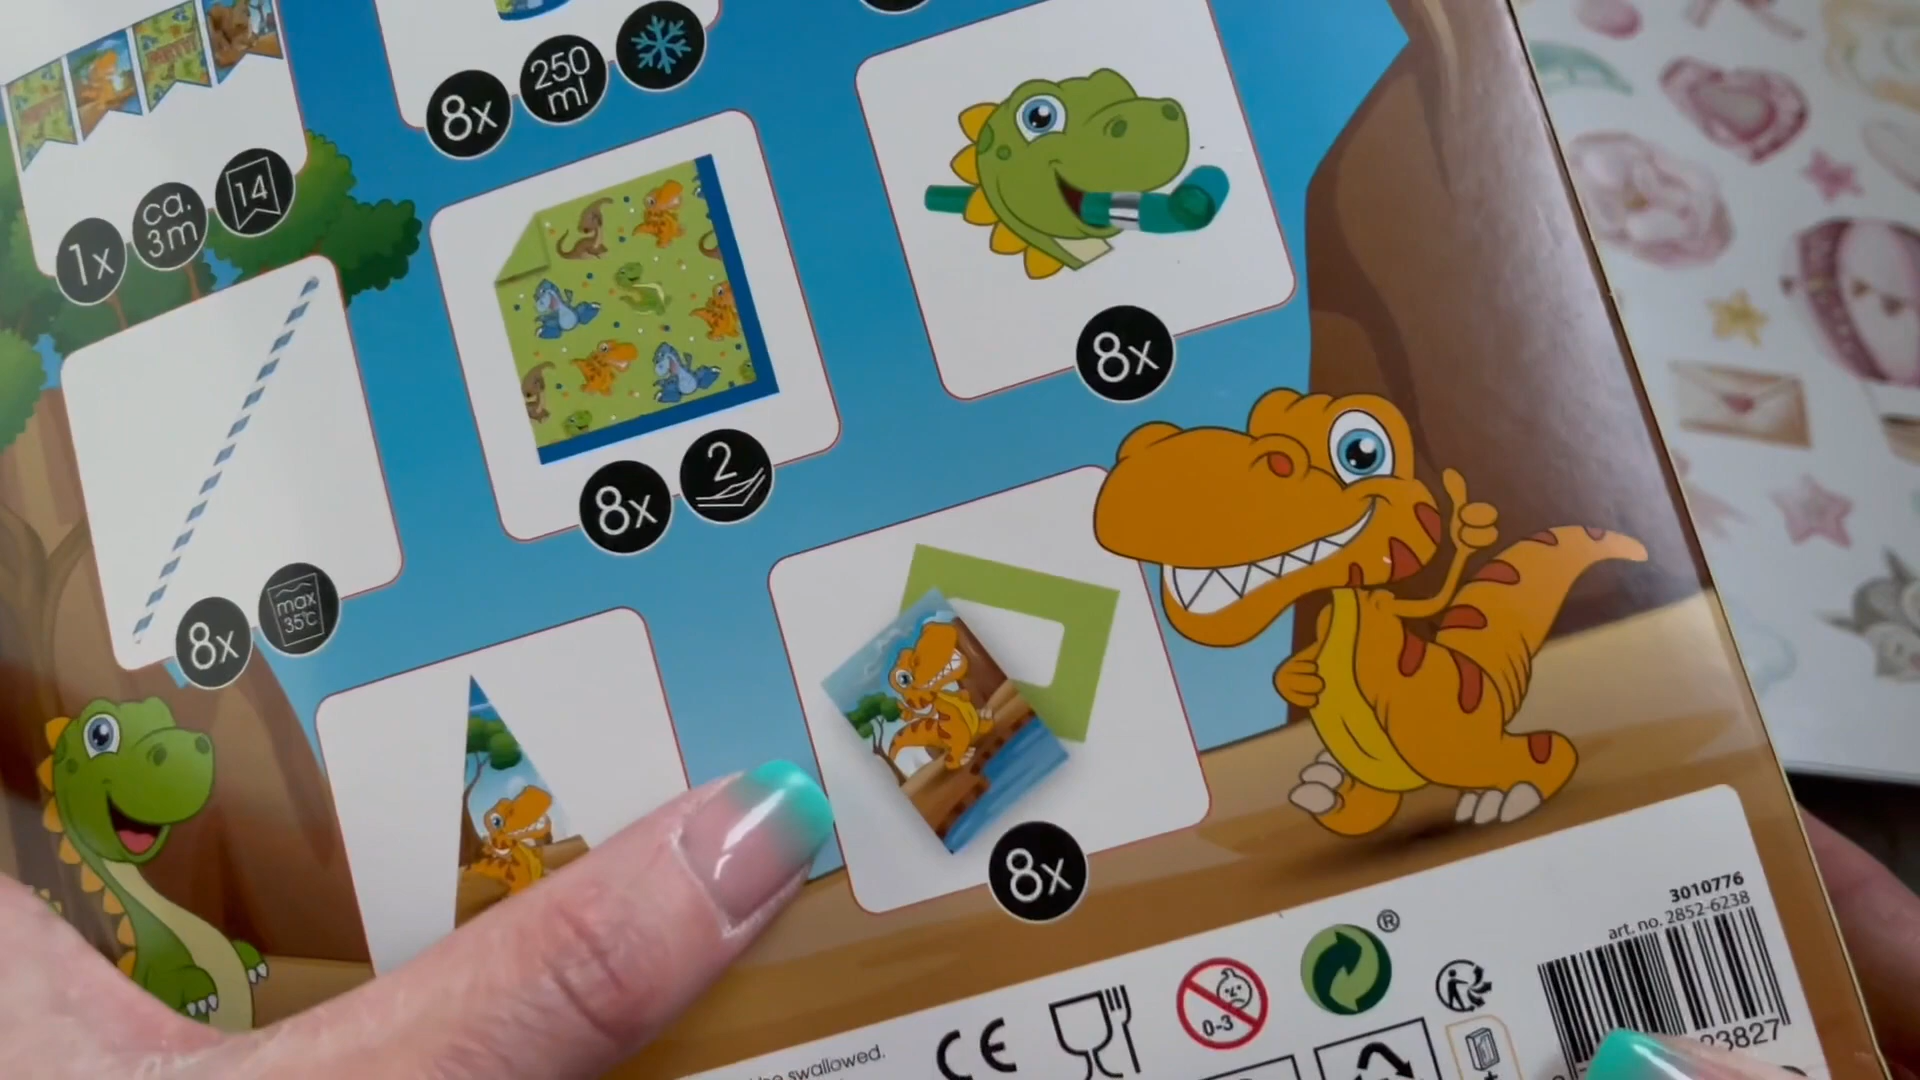 8x
250
ml
1x
ca.
3m
14
8x
8x
2
8x
max
35°C
8x
3010776
art. no. 2852-6238
swallowed.
CE
0-3
®
23827